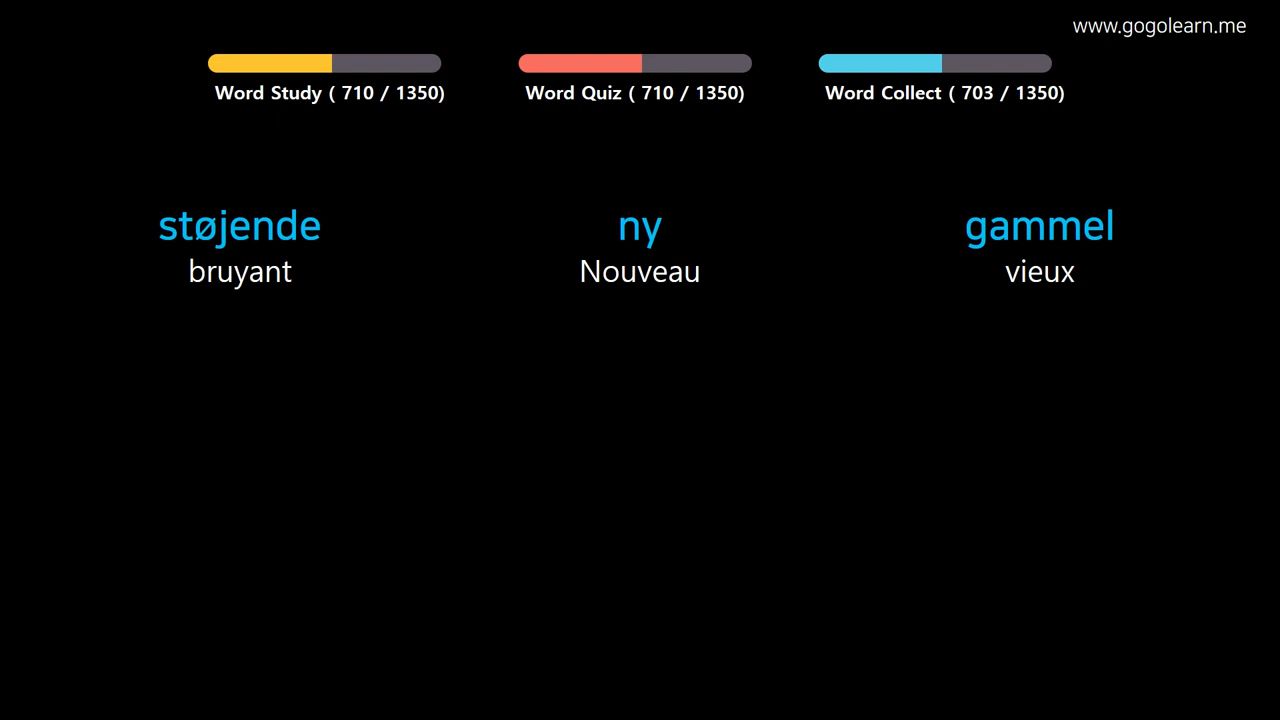 www.gogolearn.me
Word Study ( 710 / 1350)
Word Quiz ( 710 / 1350)
Word Collect ( 703 / 1350)
støjende
bruyant
ny
Nouveau
gammel
vieux